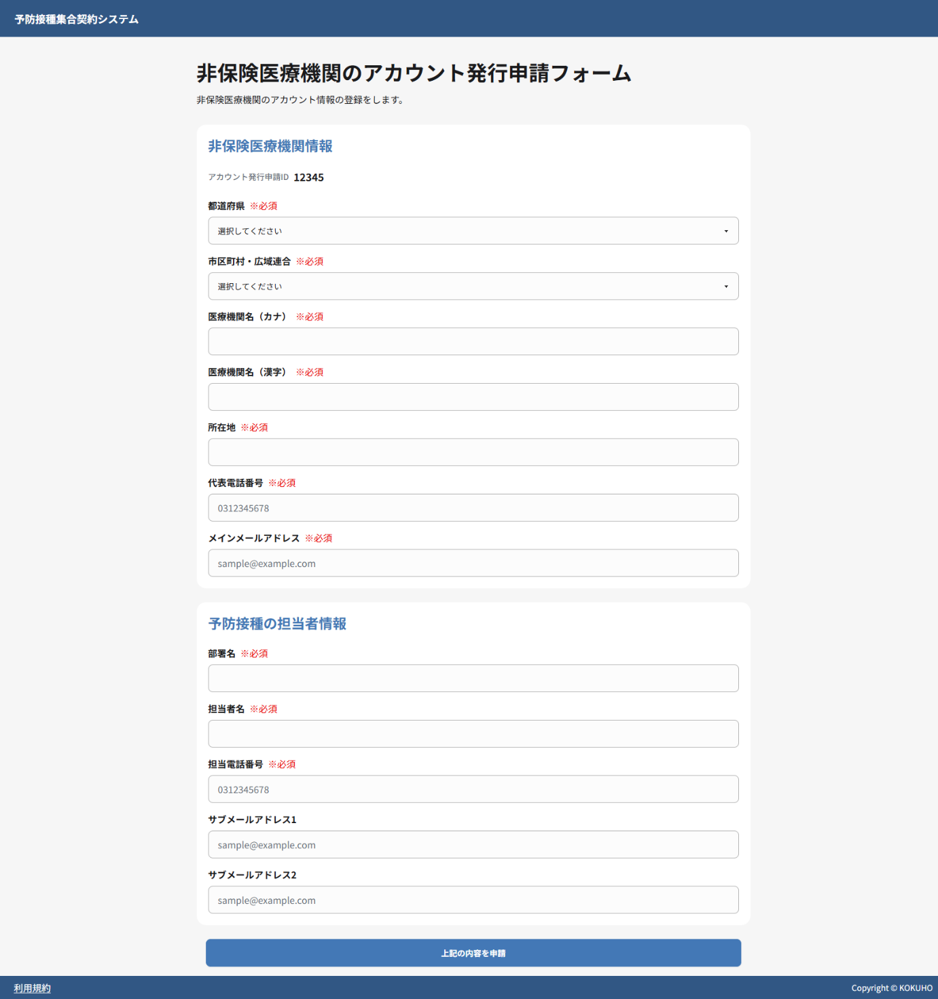 予防接種集合契約システム
非保険医療機関のアカウント発行申請フォーム
非保険医療機関のアカウント情報の登録をします。
非保険医療機関情報
アカウント発行申請ID 12345
都道府県 ※必須
選択してください
市区町村・広域連合 ※必須
選択してください
医療機関名（カナ） ※必須
医療機関名（漢字） ※必須
所在地 ※必須
代表電話番号 ※必須
0312345678
メインメールアドレス ※必須
sample@example.com
予防接種の担当者情報
部署名 ※必須
担当者名 ※必須
担当電話番号 ※必須
0312345678
サブメールアドレス1
sample@example.com
サブメールアドレス2
sample@example.com
上記の内容を申請
利用規約
Copyright © KOKUHO